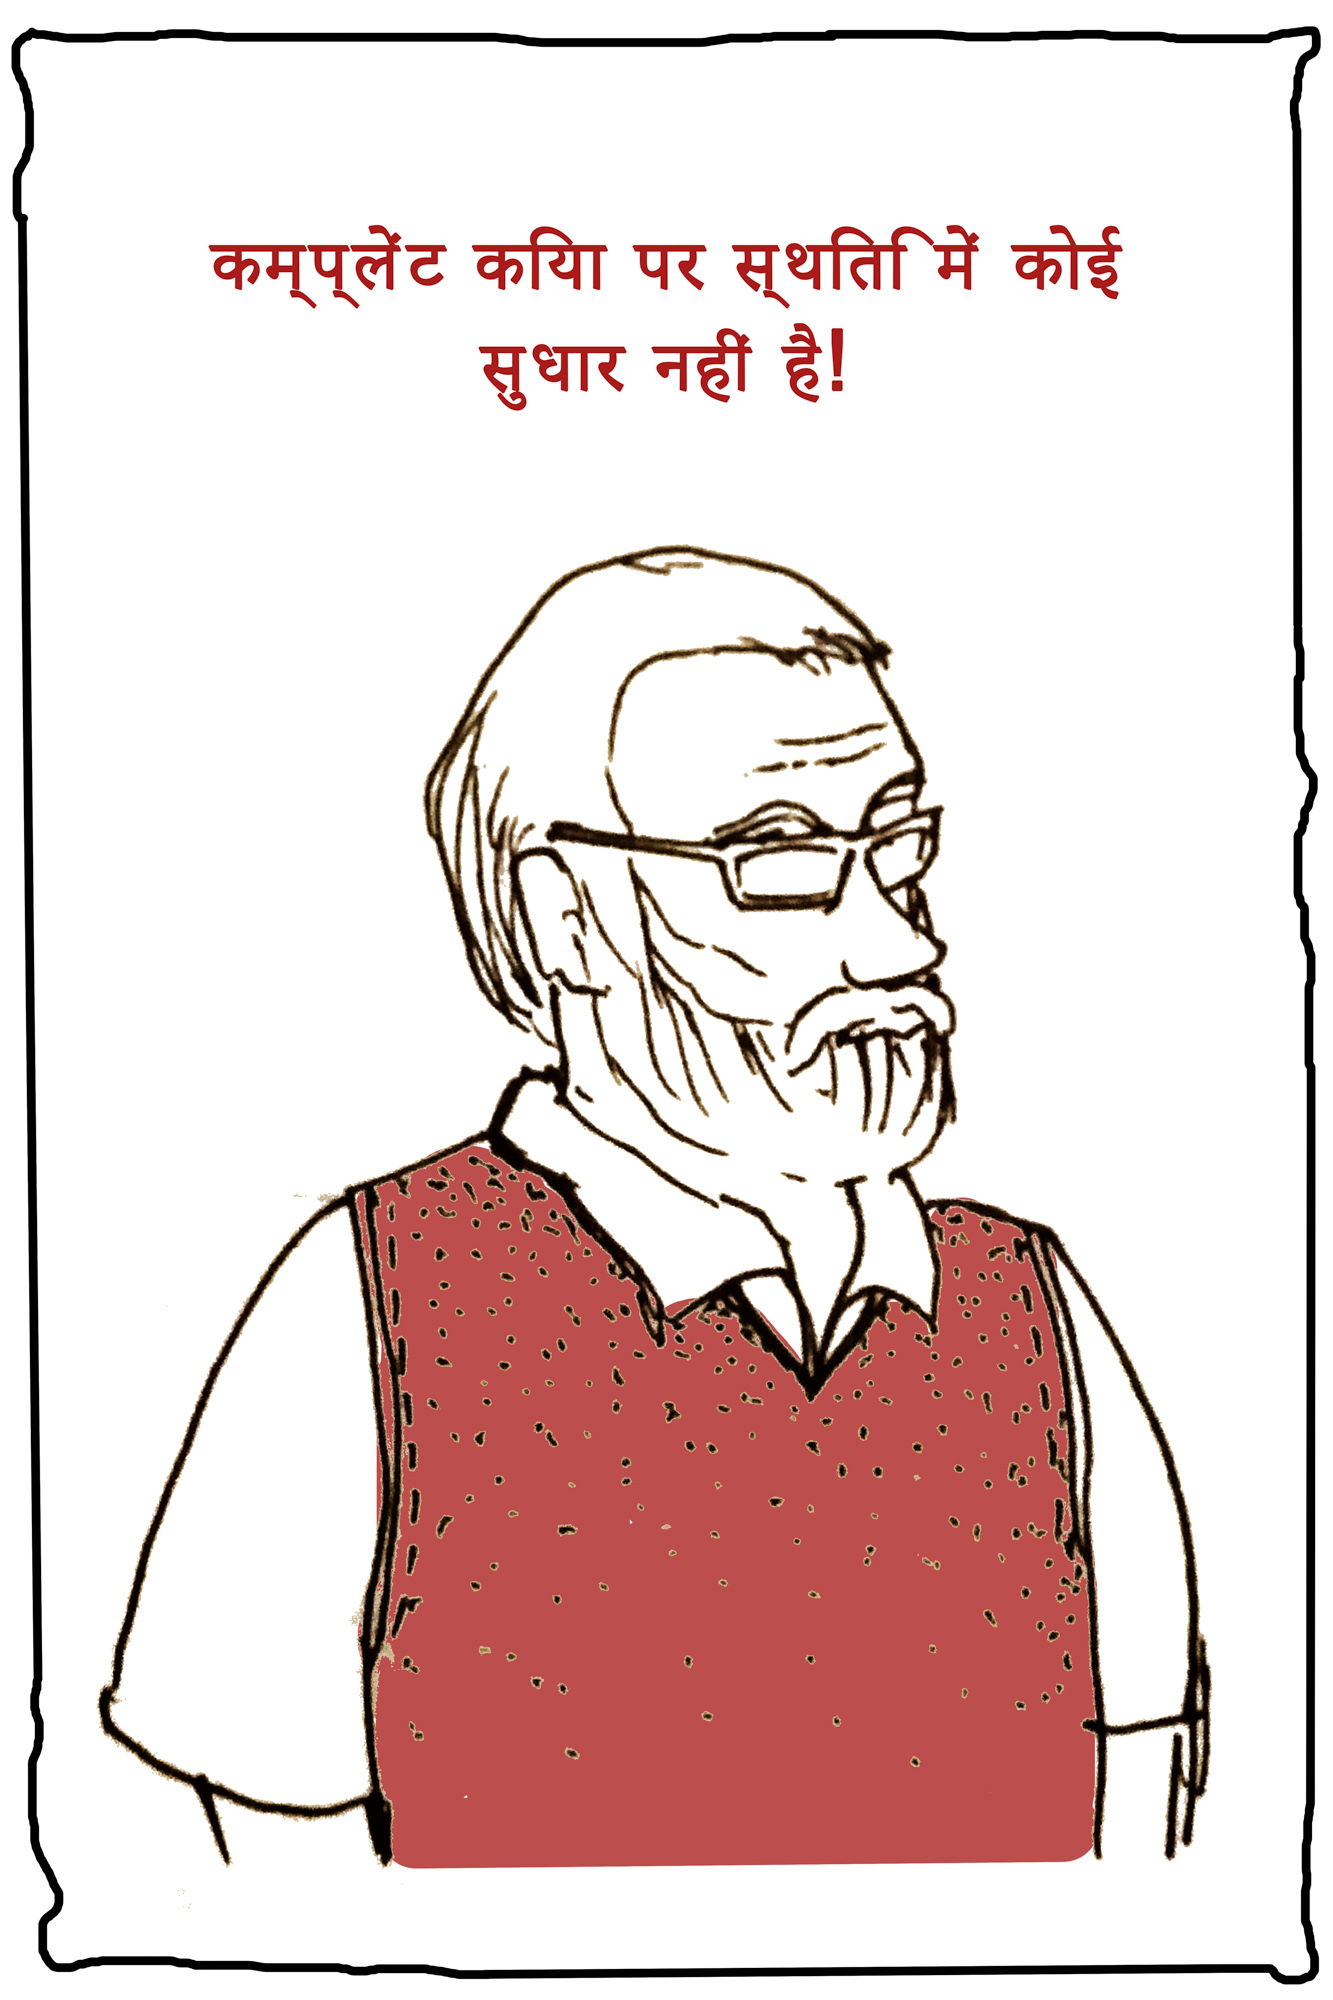 कम्प्लेंट किया पर स्थिति में कोई
सुधार नहीं है!